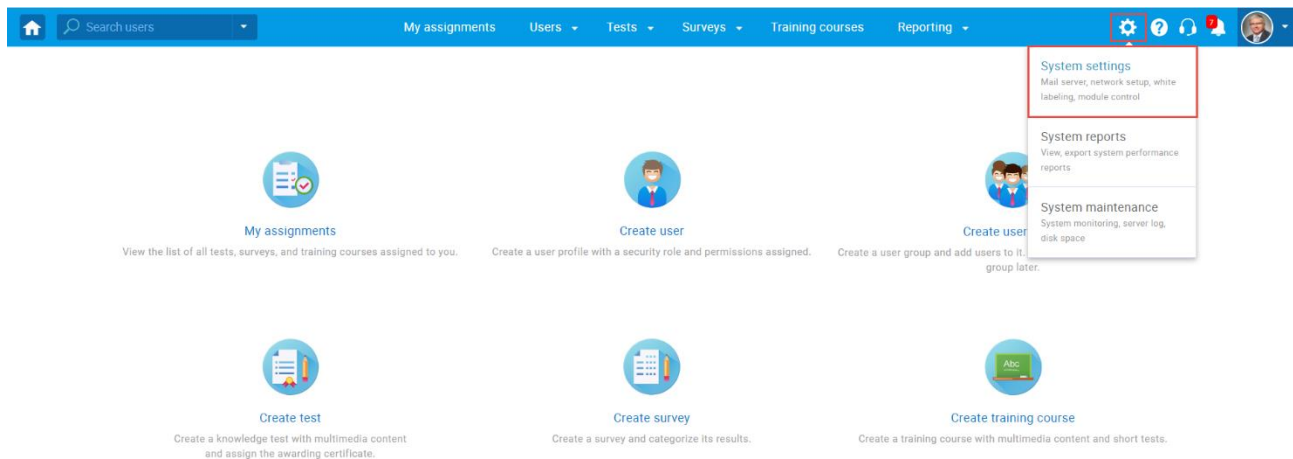 Search users
My assignments
Users
Tests
Surveys
Training courses
Reporting
7
System settings
Mail server, network setup, white
labeling, module control
System reports
View, export system performance
reports
System maintenance
System monitoring, server log,
disk space
My assignments
View the list of all tests, surveys, and training courses assigned to you.
Create user
Create a user profile with a security role and permissions assigned.
Create user
Create a user group and add users to it.
group later.
Create test
Create a knowledge test with multimedia content
and assign the awarding certificate.
Create survey
Create a survey and categorize its results.
Abc
Create training course
Create a training course with multimedia content and short tests.